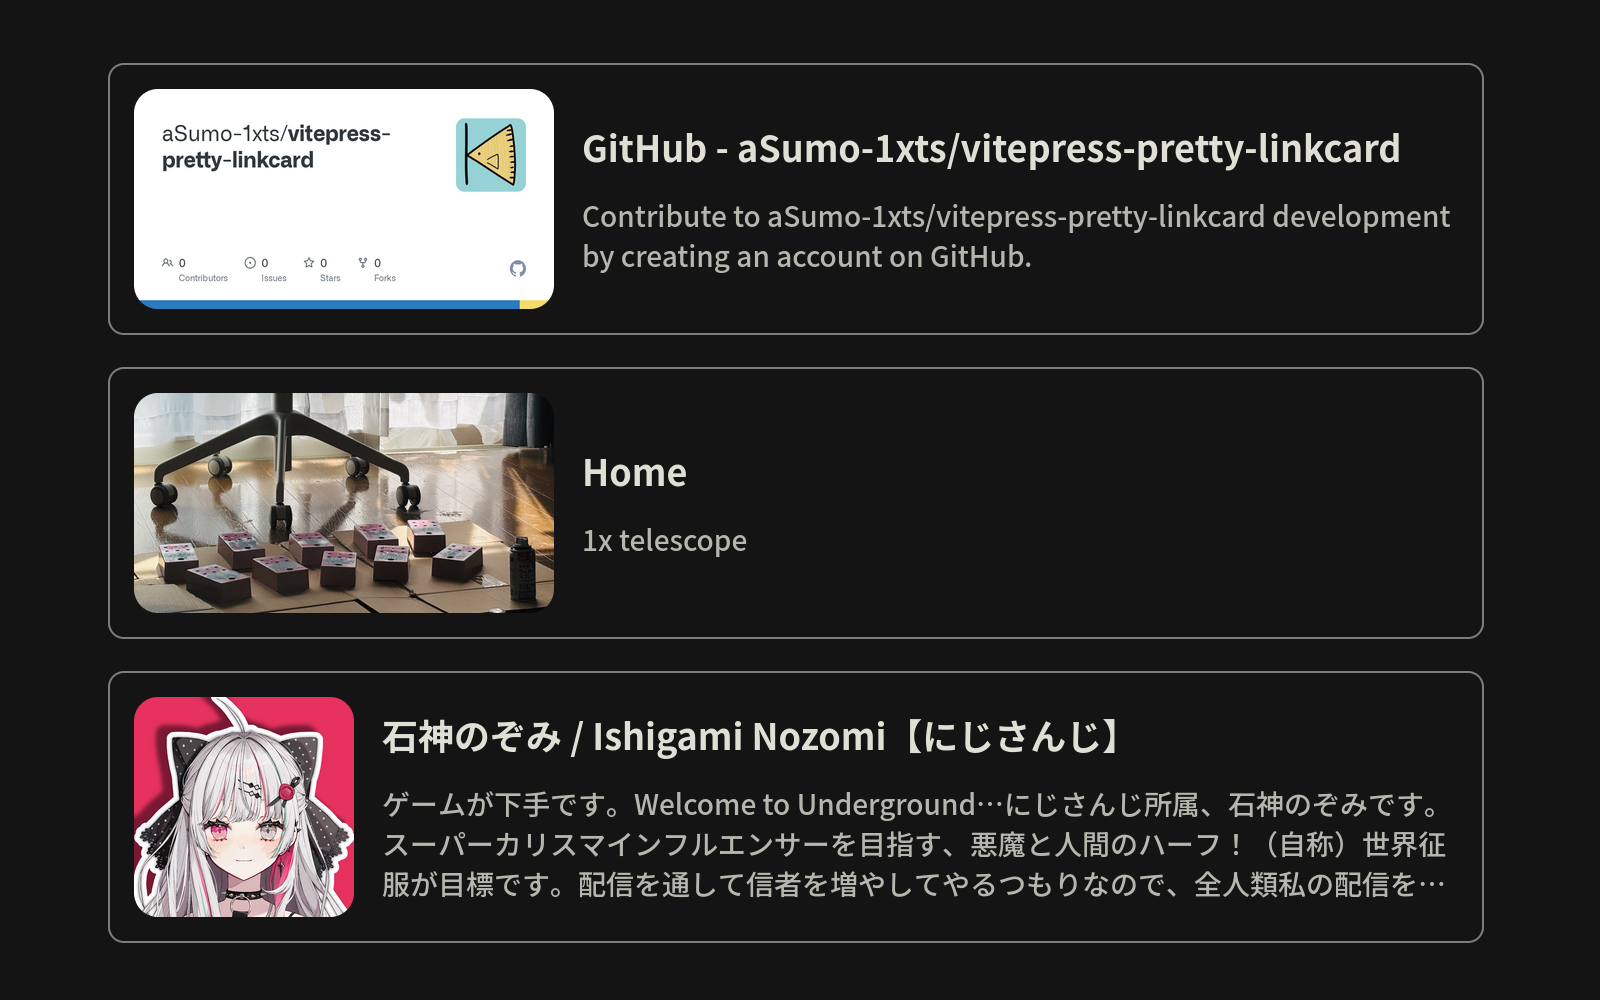 aSumo-1xts/vitepress-
pretty-linkcard
0
Contributors
0
Issues
0
Stars
0
Forks
GitHub - aSumo-1xts/vitepress-pretty-linkcard
Contribute to aSumo-1xts/vitepress-pretty-linkcard development
by creating an account on GitHub.
Home
1x telescope
石神のぞみ / Ishigami Nozomi【にじさんじ】
ゲームが下手です。Welcome to Underground…にじさんじ所属、石神のぞみです。
スーパーカリスマインフルエンサーを目指す、悪魔と人間のハーフ！（自称）世界征
服が目標です。配信を通して信者を増やしてやるつもりなので、全人類私の配信を…